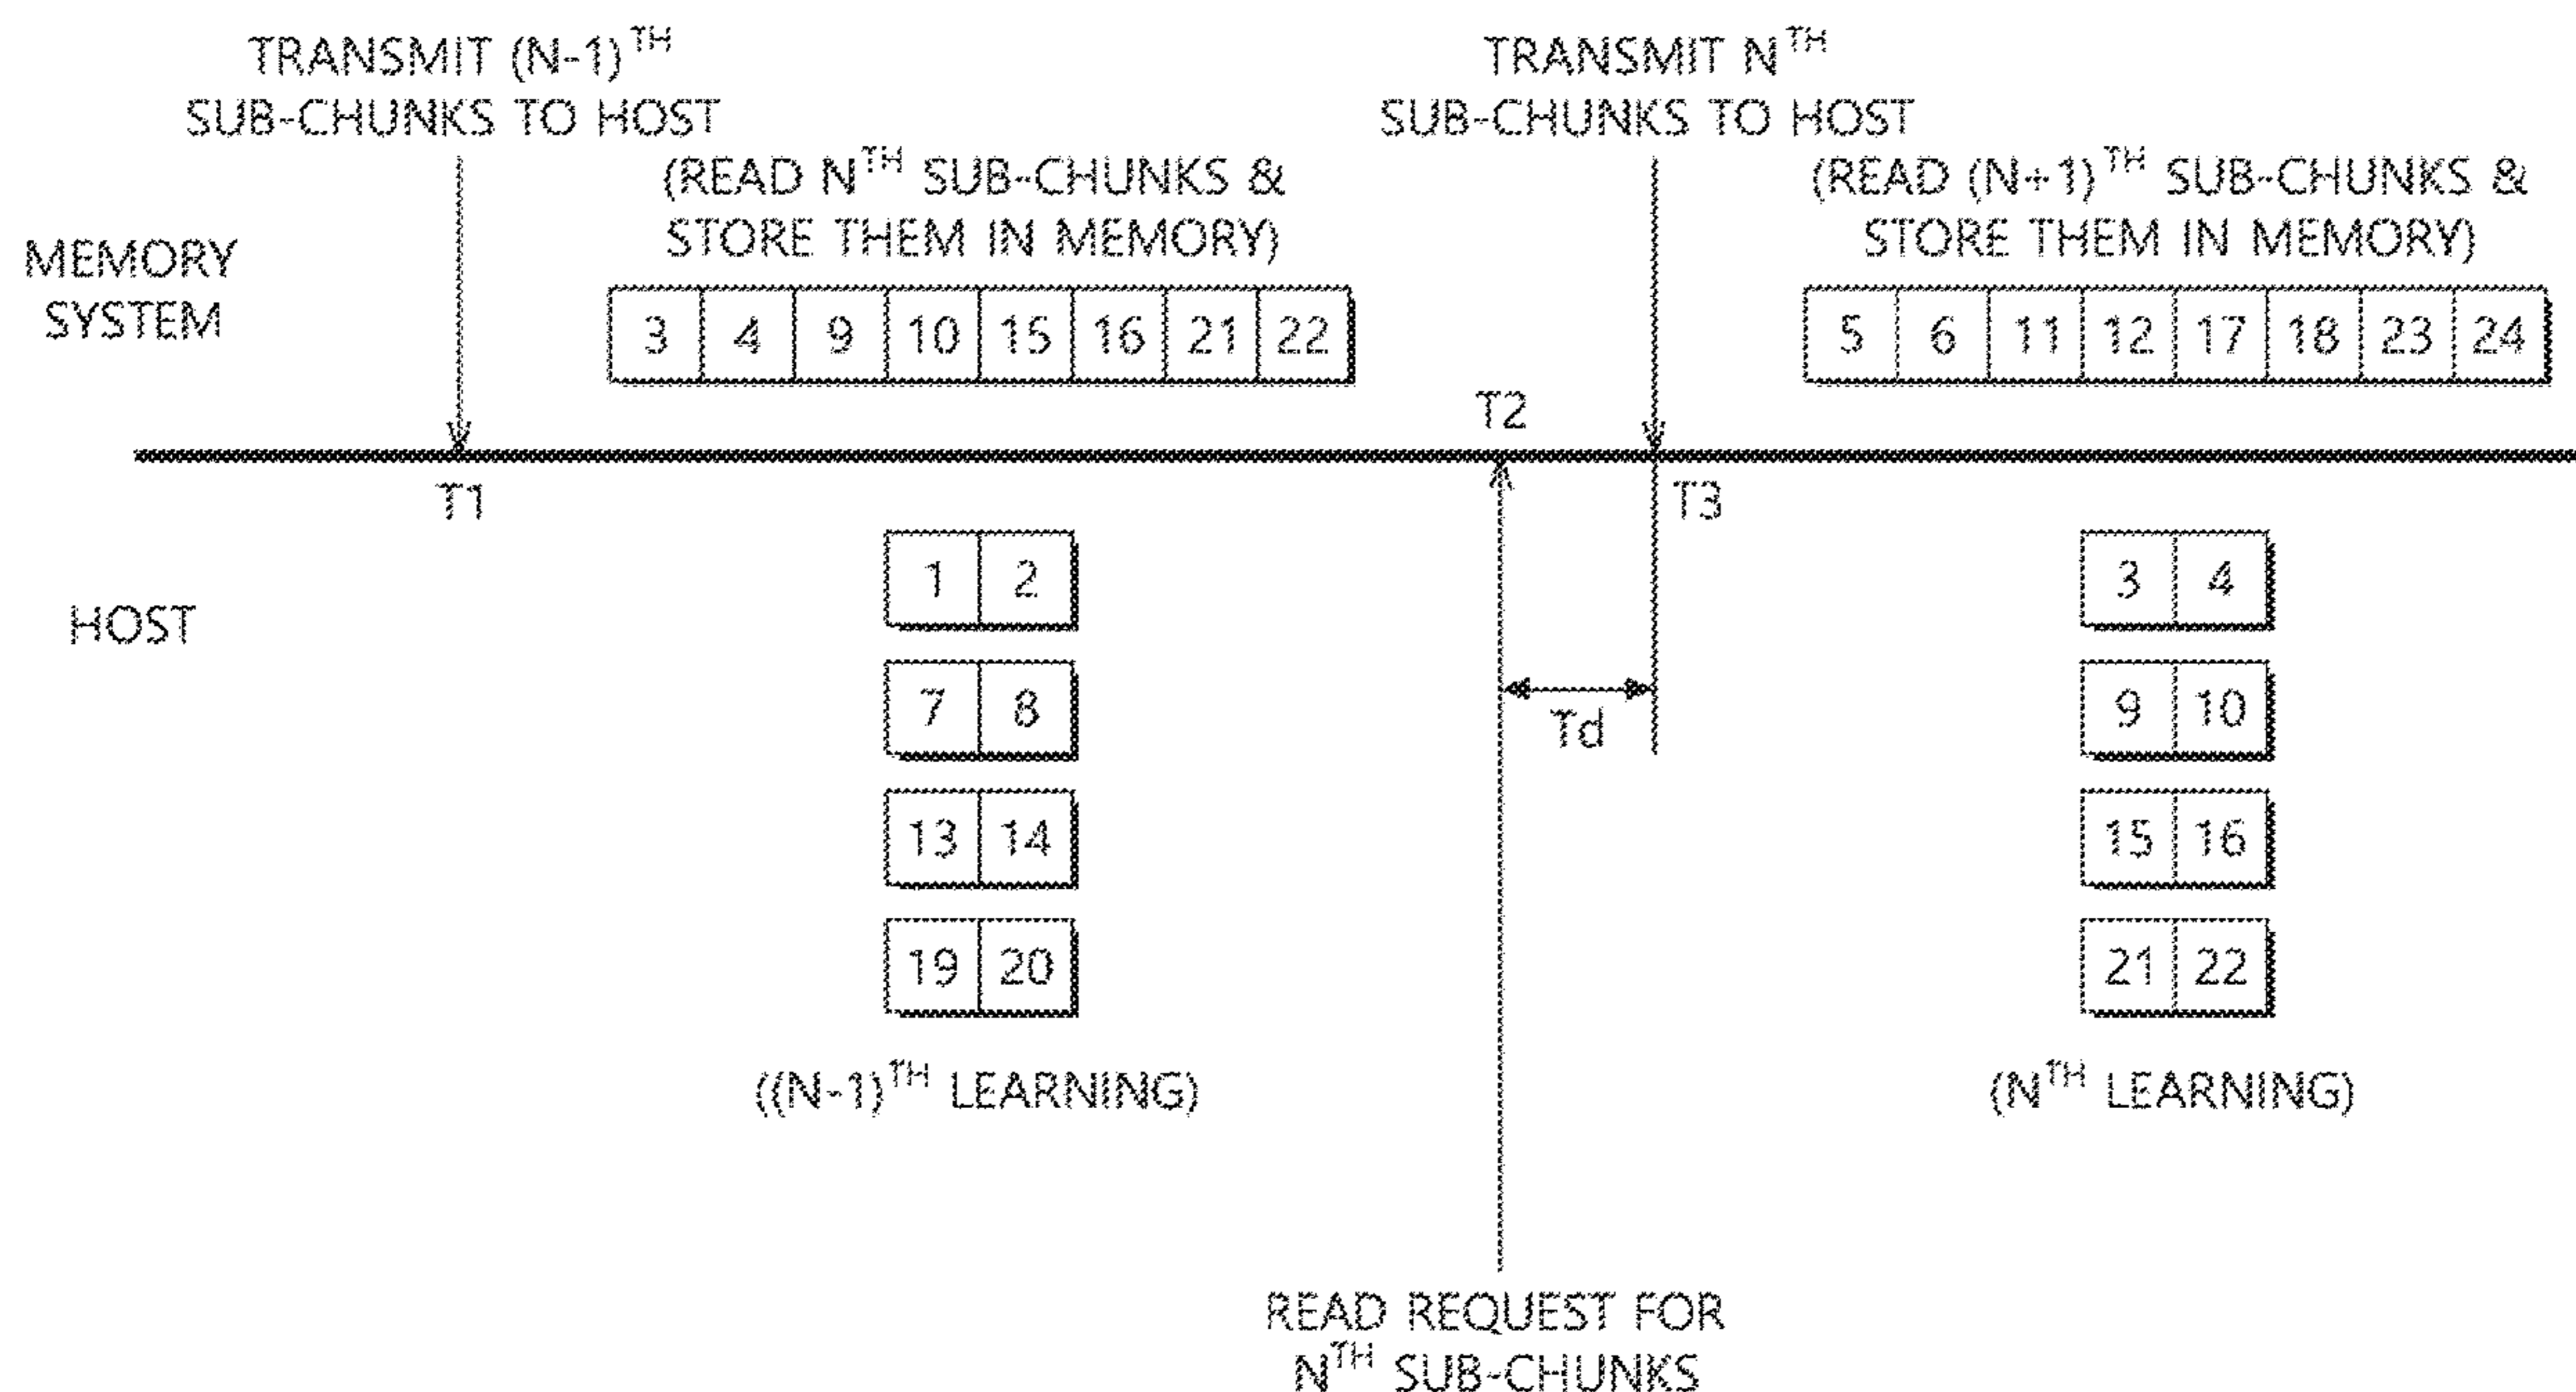 TRANSMIT (N-1)TH
SUB-CHUNKS TO HOST
TRANSMIT NTH
SUB-CHUNKS TO HOST
(READ NTH SUB-CHUNKS &
STORE THEM IN MEMORY)
(READ (N+1)TH SUB-CHUNKS &
STORE THEM IN MEMORY)
MEMORY
SYSTEM
3 4 9 10 15 16 21 22
5 6 11 12 17 18 23 24
T2
T1
T3
HOST
1 2
7 8
13 14
19 20
((N-1)TH LEARNING)
Td
3 4
9 10
15 16
21 22
(NTH LEARNING)
READ REQUEST FOR
NTH SUB-CHUNKS